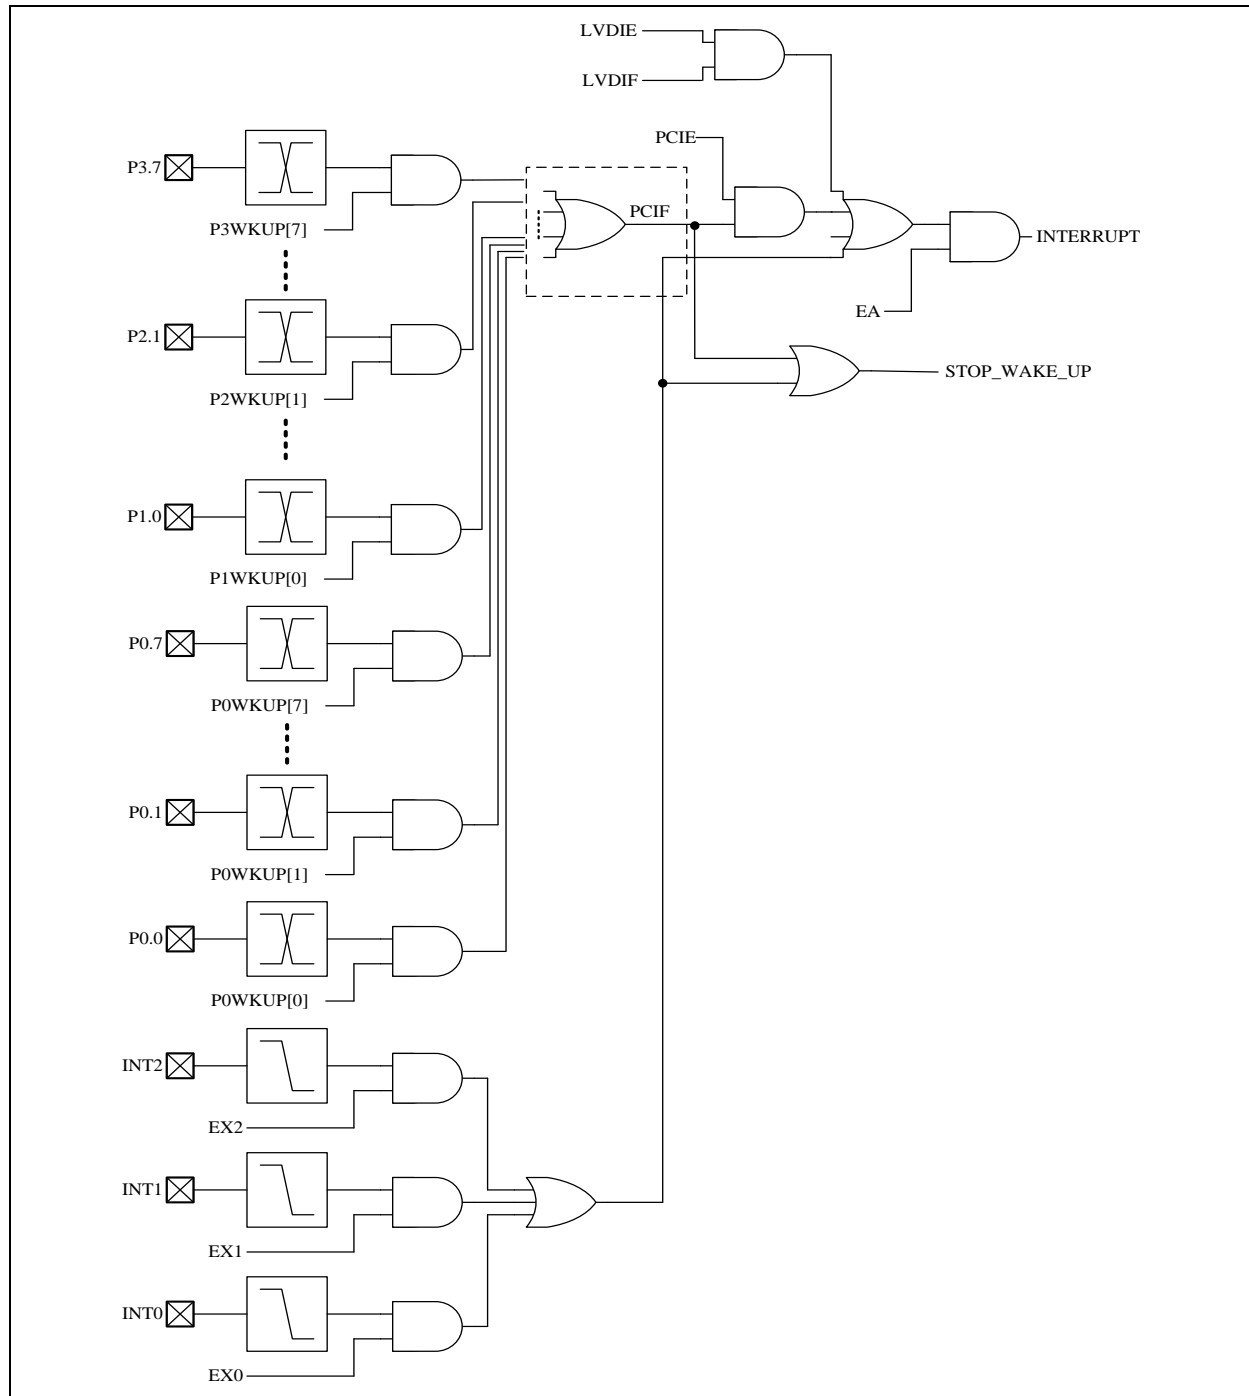 LVDIE
LVDIF
PCIE
P3.7
P3WKUP[7]
PCIF
INTERRUPT
EA
P2.1
P2WKUP[1]
STOP_WAKE_UP
P1.0
P1WKUP[0]
P0.7
P0WKUP[7]
P0.1
P0WKUP[1]
P0.0
P0WKUP[0]
INT2
EX2
INT1
EX1
INT0
EX0